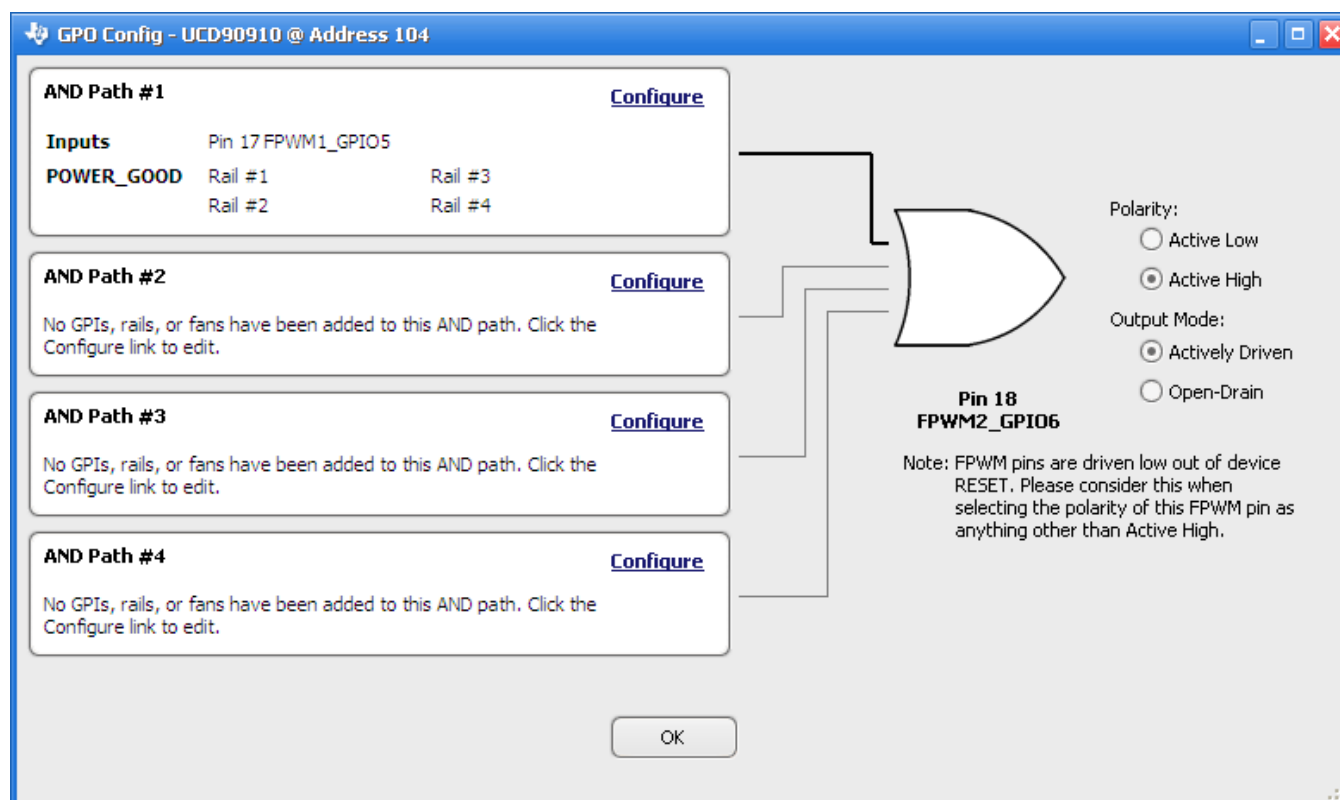 GPO Config - UCD90910 @ Address 104
AND Path #1
Configure
Inputs Pin 17 FPWM1_GPIO5
POWER_GOOD Rail #1 Rail #3
Rail #2 Rail #4
AND Path #2
Configure
No GPIs, rails, or fans have been added to this AND path. Click the
Configure link to edit.
AND Path #3
Configure
No GPIs, rails, or fans have been added to this AND path. Click the
Configure link to edit.
AND Path #4
Configure
No GPIs, rails, or fans have been added to this AND path. Click the
Configure link to edit.
Polarity:
Active Low
Active High
Output Mode:
Actively Driven
Open-Drain
Pin 18
FPWM2_GPIO6
Note: FPWM pins are driven low out of device
RESET. Please consider this when
selecting the polarity of this FPWM pin as
anything other than Active High.
OK